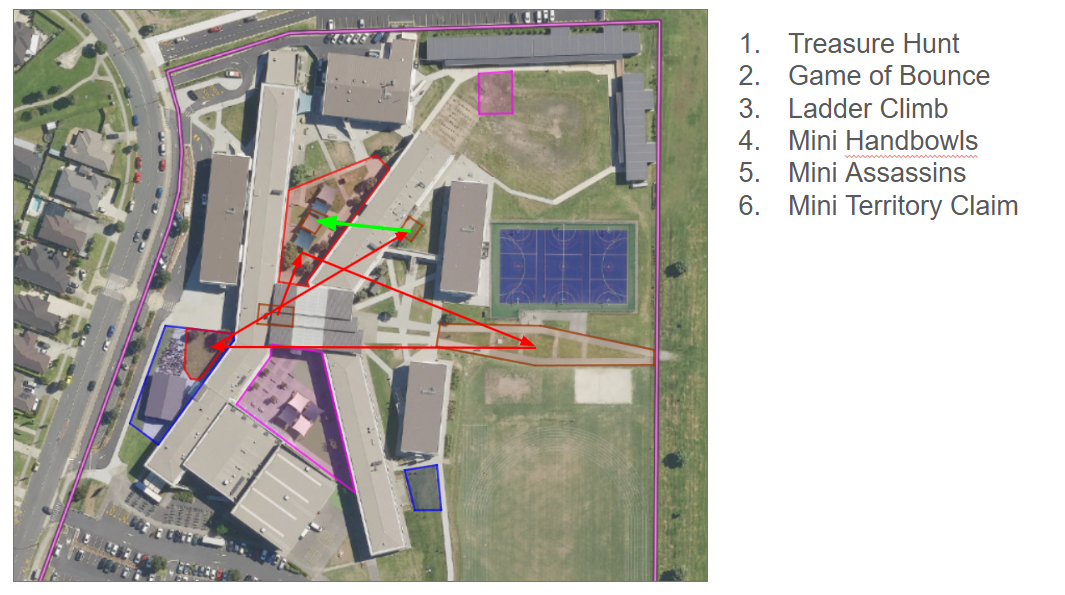 1. Treasure Hunt
2. Game of Bounce
3. Ladder Climb
4. Mini Handbowls
5. Mini Assassins
6. Mini Territory Claim